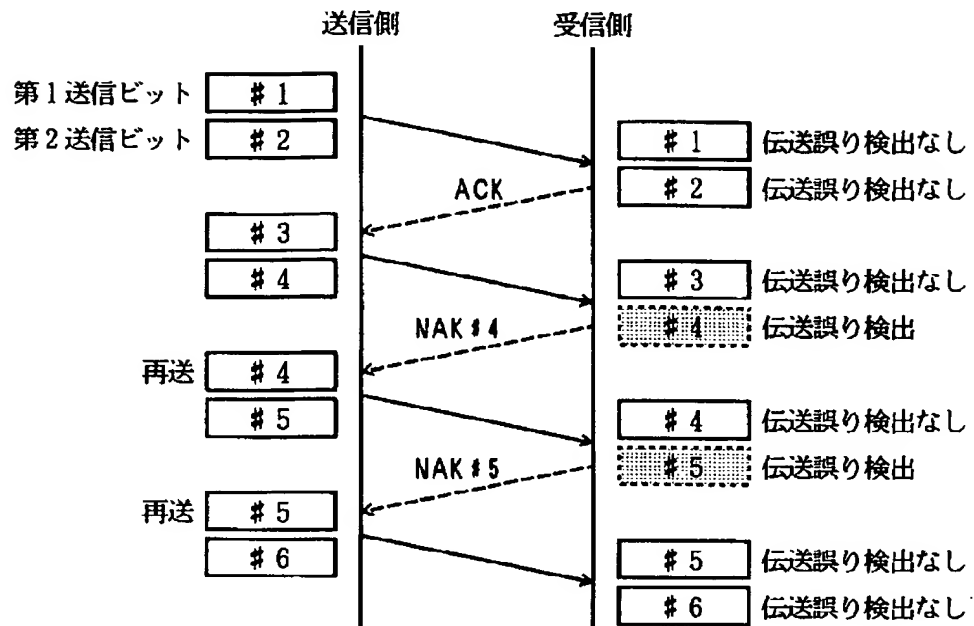 送信側 受信側
第1送信ビット #1
第2送信ビット #2
#1 伝送誤り検出なし
ACK #2 伝送誤り検出なし
#3
#4 #3 伝送誤り検出なし
NAK#4 #4 伝送誤り検出
再送 #4
#5 #4 伝送誤り検出なし
NAK#5 #5 伝送誤り検出
再送 #5
#6 #5 伝送誤り検出なし
#6 伝送誤り検出なし